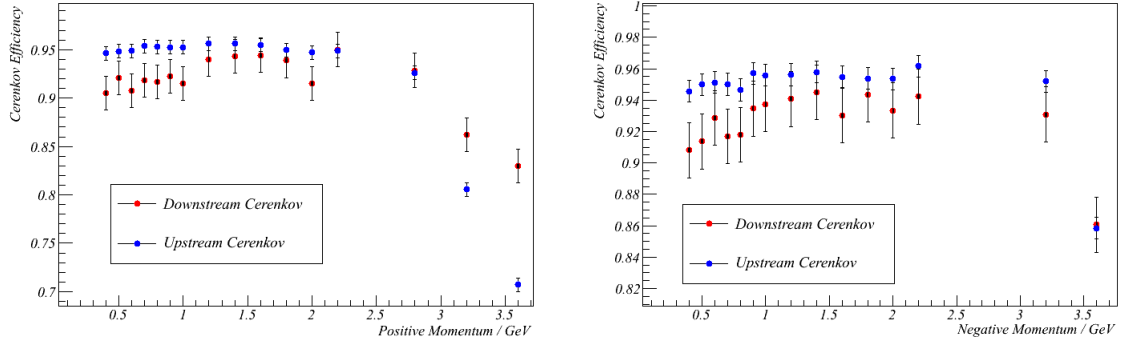 Cerenkov Efficiency
0.95
0.9
0.85
0.8
0.75
0.7
Downstream Cerenkov
Upstream Cerenkov
0.5 1 1.5 2 2.5 3 3.5
Positive Momentum / GeV
Cerenkov Efficiency
1
0.98
0.96
0.94
0.92
0.9
0.88
0.86
0.84
0.82
Downstream Cerenkov
Upstream Cerenkov
0.5 1 1.5 2 2.5 3 3.5
Negative Momentum / GeV